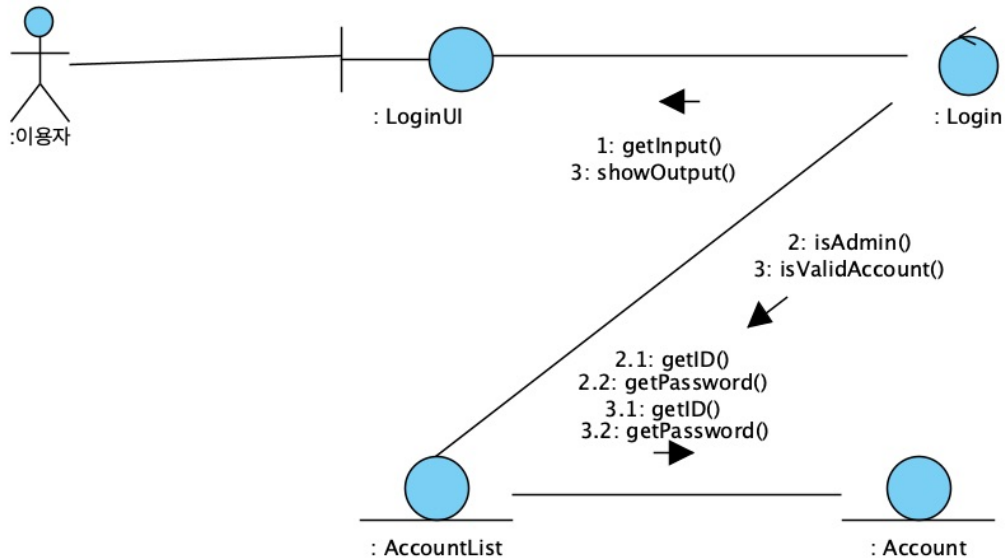 : LoginUI
: Login
:이용자
1: getInput()
3: showOutput()
2: isAdmin()
3: isValidAccount()
2.1: getID()
2.2: getPassword()
3.1: getID()
3.2: getPassword()
: AccountList
: Account